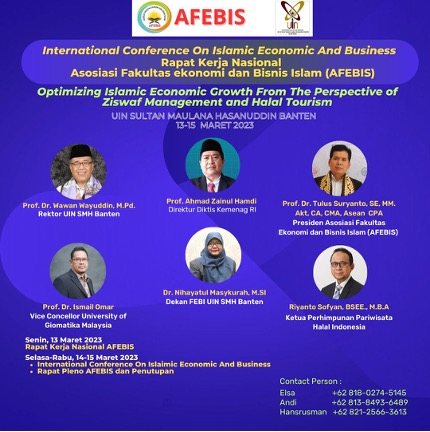 AFEBIS
uin
International Conference On Islamic Economic And Business
Rapat Kerja Nasional
Asosiasi Fakultas ekonomi dan Bisnis Islam (AFEBIS)
Optimizing Islamic Economic Growth From The Perspective of
Ziswaf Management and Halal Tourism
UIN SULTAN MAULANA HASANUDDIN BANTEN
13-15 MARET 2023
Prof. Dr. Wawan Wayuddin, M.Pd.
Rektor UIN SMH Banten
Prof. Ahmad Zainul Hamdi
Direktur Diktis Kemenag RI
Prof. Dr. Tulus Suryanto, SE, MM.
Akt, CA, CMA, Asean CPA
Presiden Asosiasi Fakultas
Ekonomi dan Bisnis Islam (AFEBIS)
Prof. Dr. Ismail Omar
Vice Concellor University of
Giomatika Malaysia
Dr. Nihayatul Masykurah, M.SI
Dekan FEBI UIN SMH Banten
Riyanto Sofyan, BSEE., M.B.A
Ketua Perhimpunan Pariwisata
Halal Indonesia
Senin, 13 Maret 2023
Rapat Kerja Nasional AFEBIS
Selasa-Rabu, 14-15 Maret 2023
• International Conference On Islaimic Economic And Business
• Rapat Pleno AFEBIS dan Penutupan
Contact Person :
Elsa +62 818-0274-5145
Andi +62 813-8493-6489
Hansrusman +62 821-2566-3613